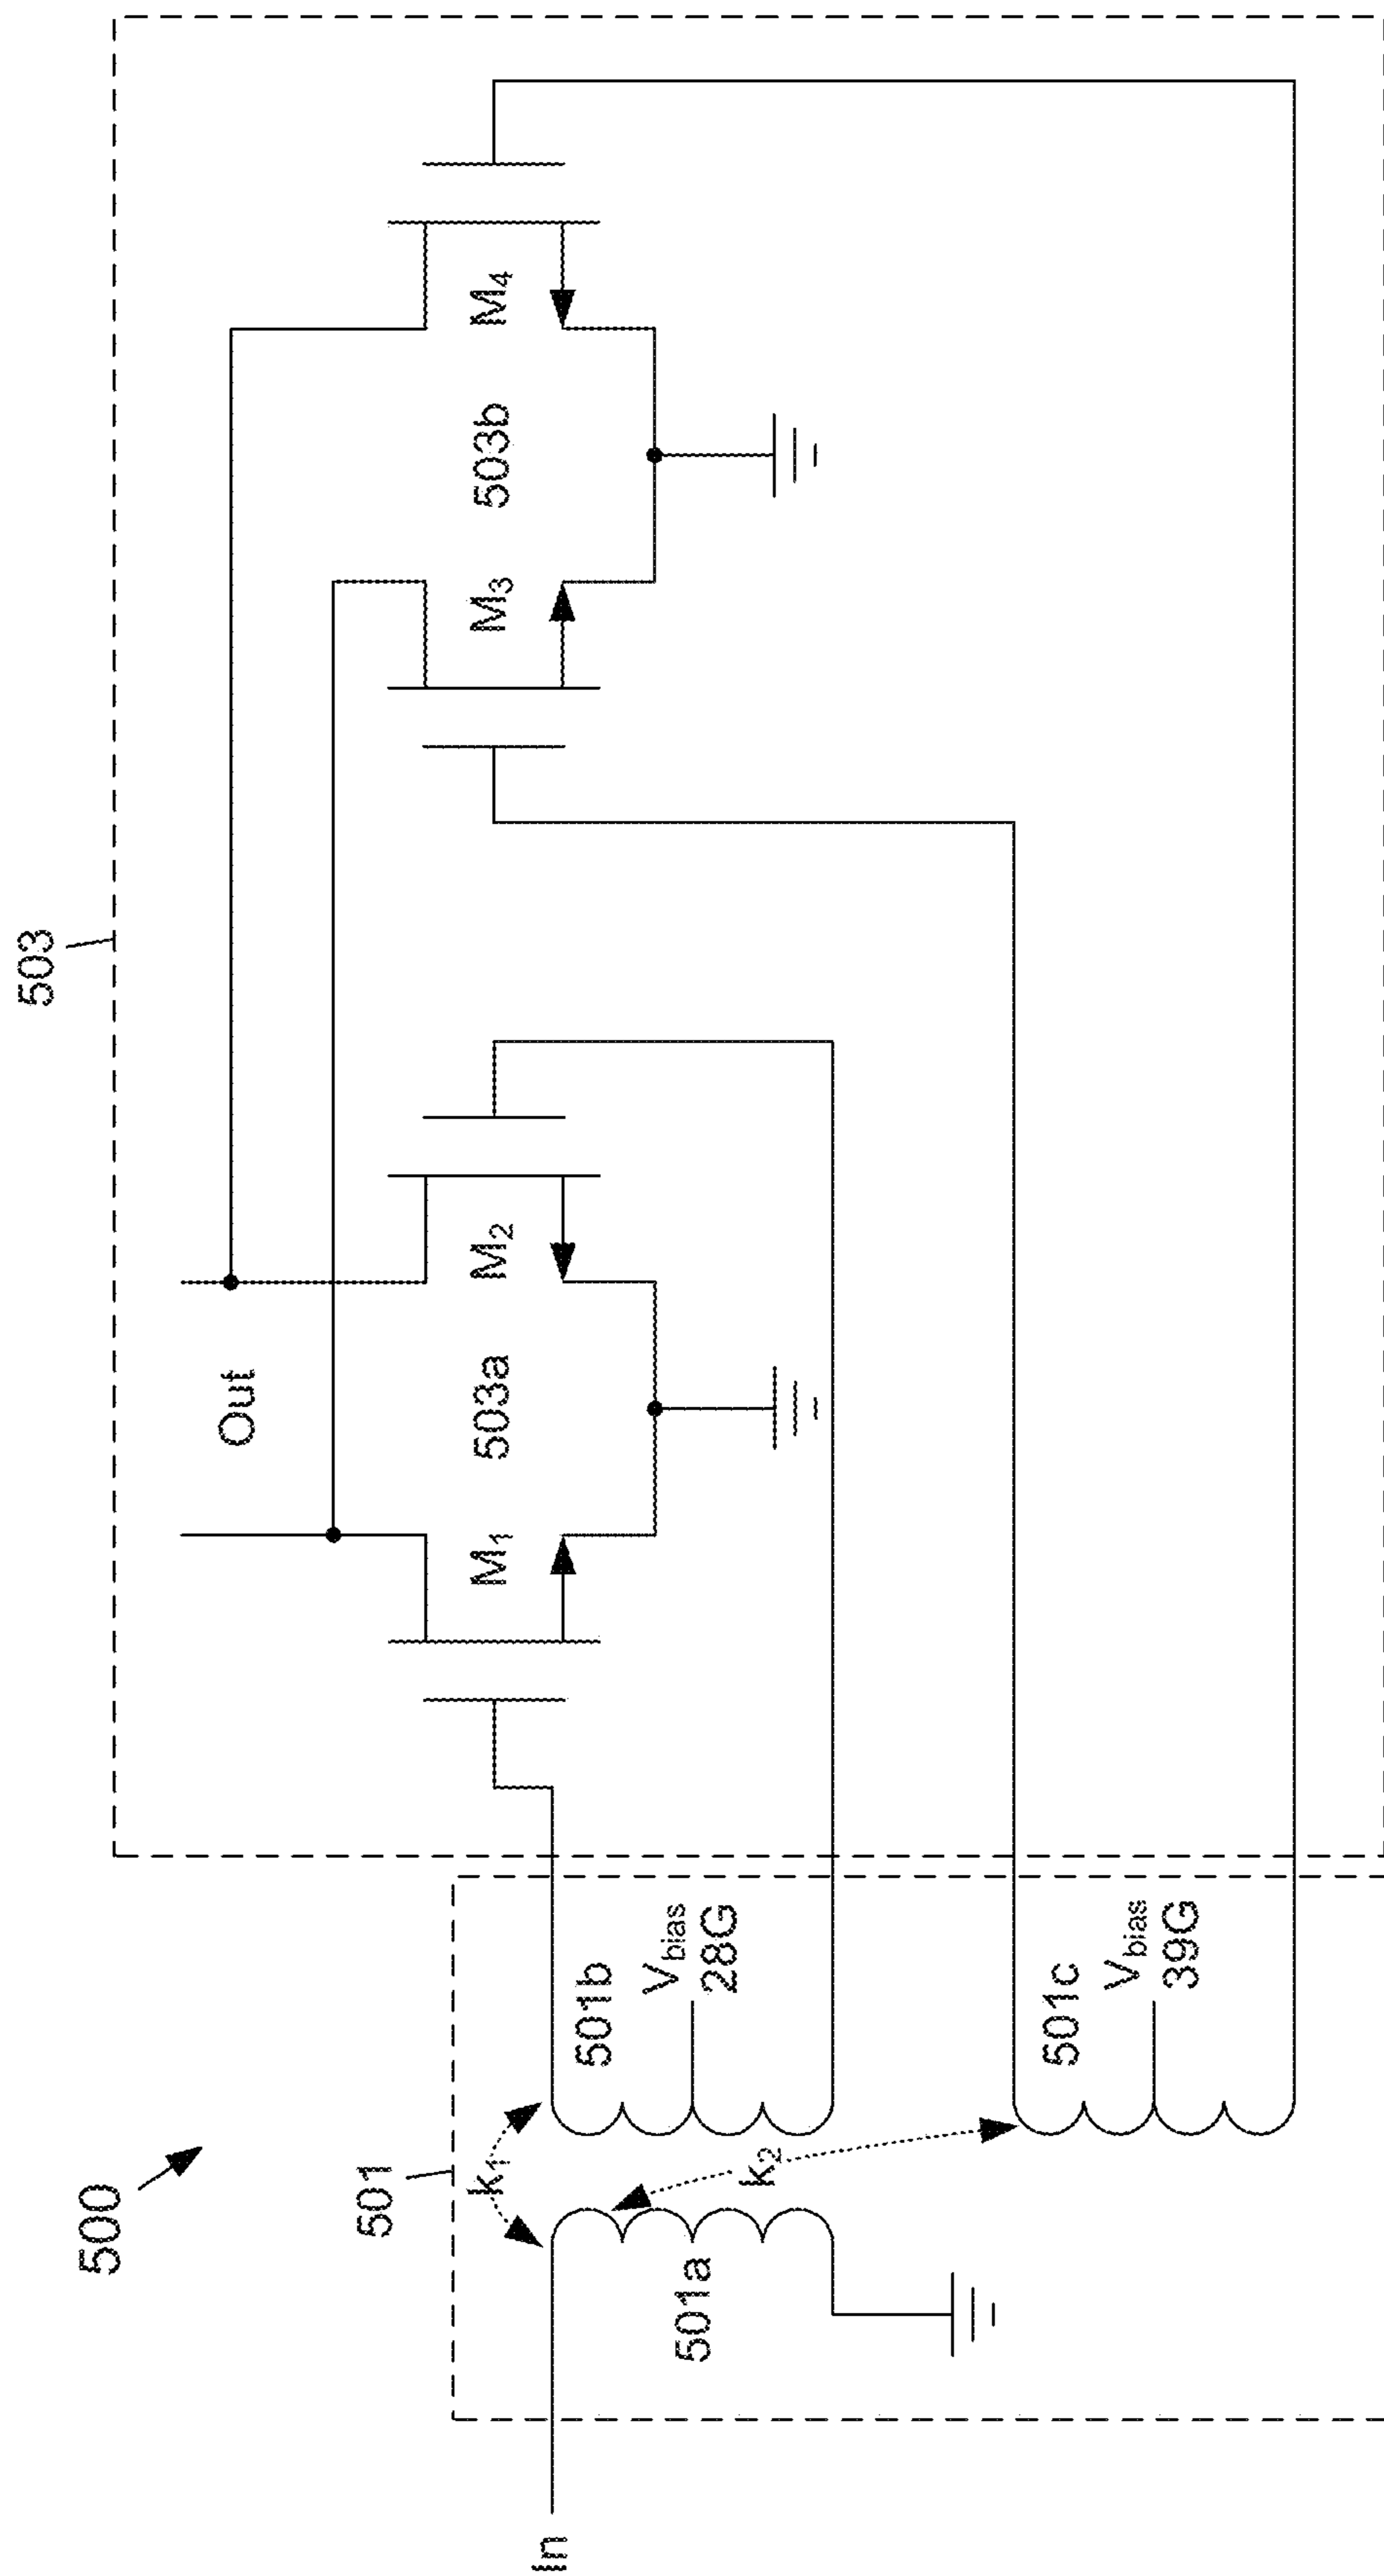 500
503
501
In
501a
k1
k2
501b
Vbias
28G
501c
Vbias
39G
Out
M1
503a
M2
M3
503b
M4